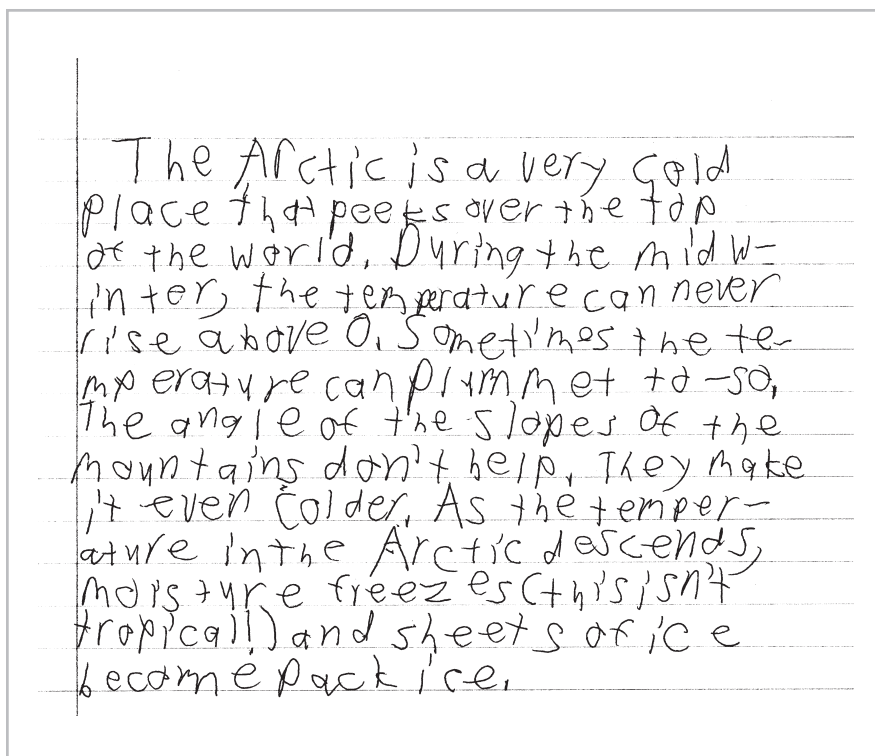 The Arctic is a very cold
place that peeks over the top
of the world. During the midw-
inter, the temperature can never
rise above 0. Sometimes the te-
mperature can plummet to -50.
The angle of the slopes of the
mountains don't help. They make
it even colder. As the temper-
ature in the Arctic descends,
moisture freezes (this isn't
tropical!) and sheets of ice
become pack ice.